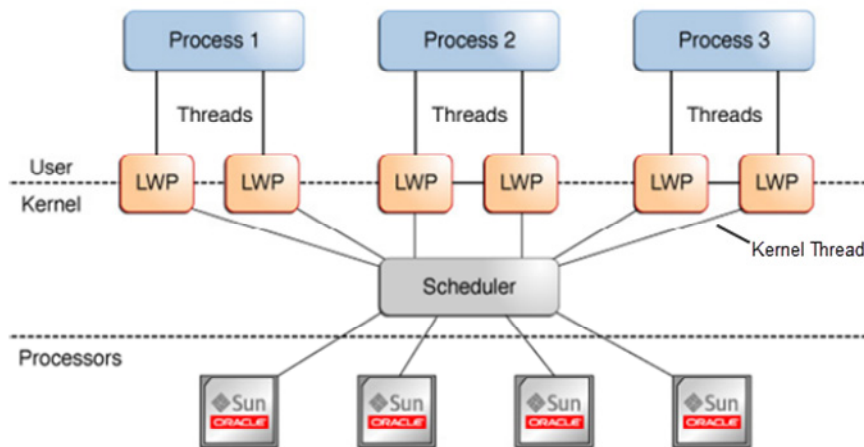 Process 1
Process 2
Process 3
Threads
Threads
Threads
User
LWP
LWP
LWP
LWP
LWP
LWP
Kernel
Kernel Thread
Scheduler
Processors
Sun
ORACLE
Sun
ORACLE
Sun
ORACLE
Sun
ORACLE